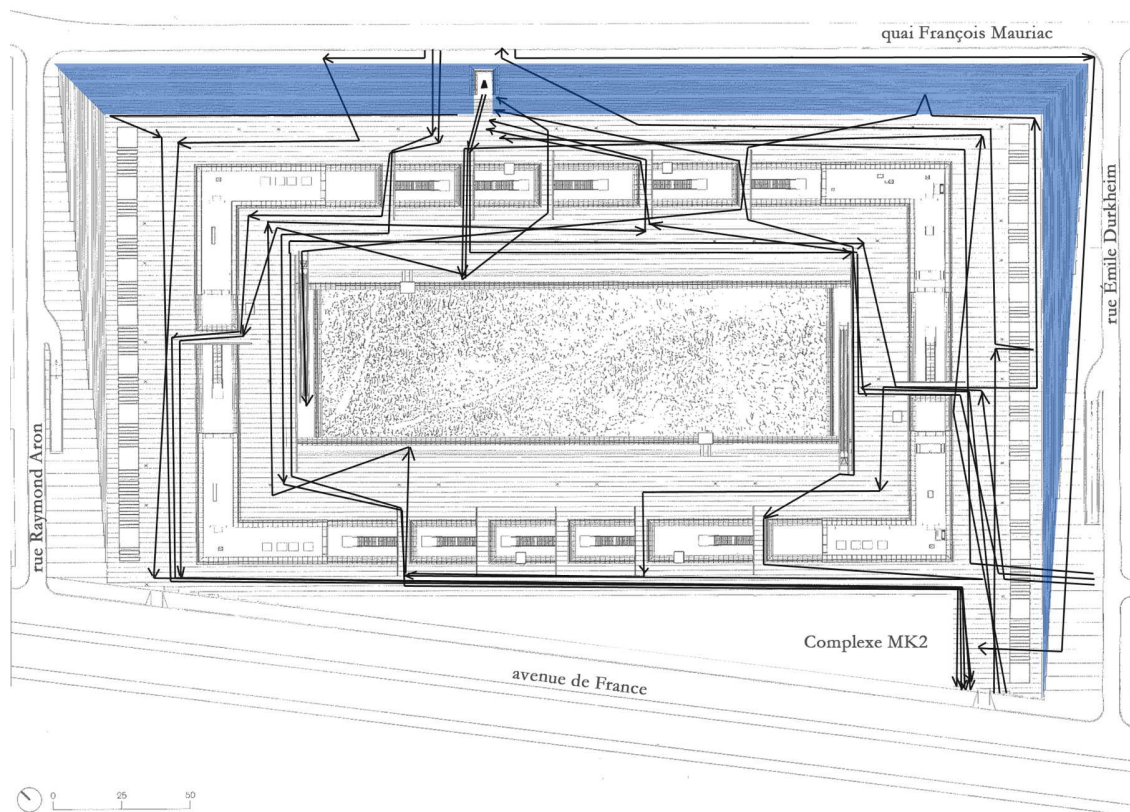 quai François Mauriac
rue Émile Durkheim
rue Raymond Aron
Complexe MK2
avenue de France
0 25 50